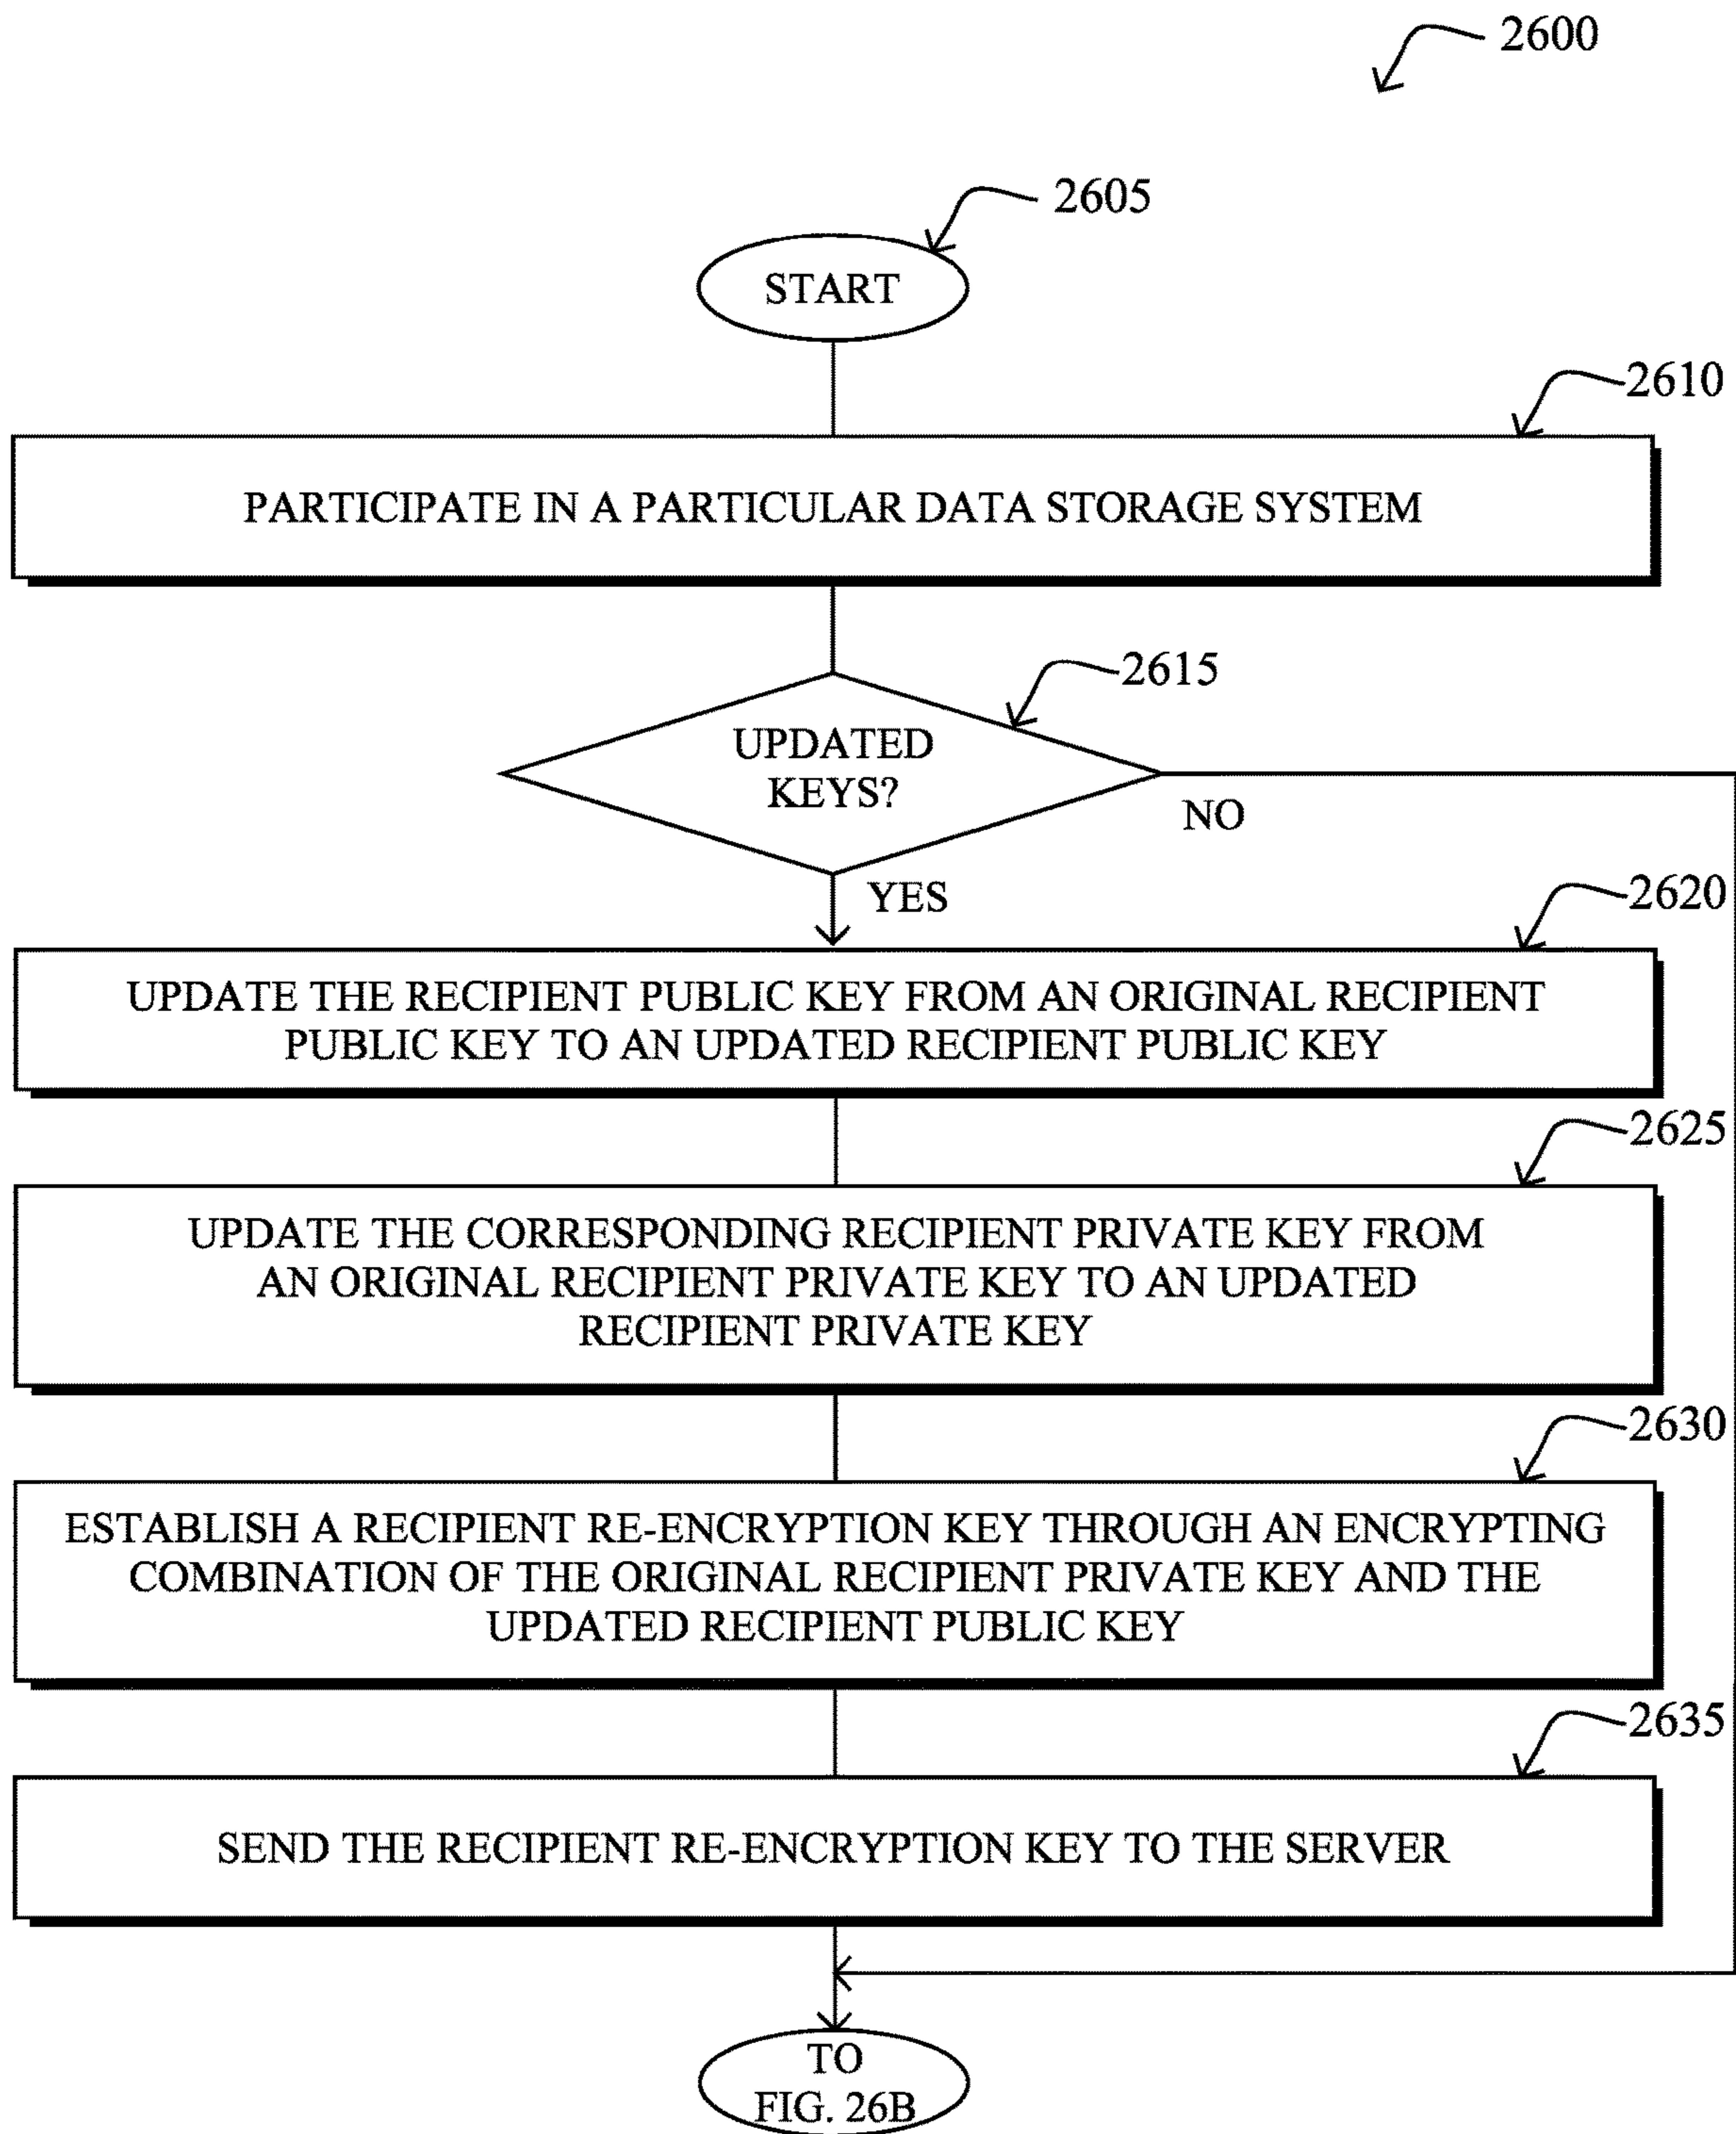 2600
2605
START
2610
PARTICIPATE IN A PARTICULAR DATA STORAGE SYSTEM
2615
UPDATED
KEYS?
NO
YES
2620
UPDATE THE RECIPIENT PUBLIC KEY FROM AN ORIGINAL RECIPIENT
PUBLIC KEY TO AN UPDATED RECIPIENT PUBLIC KEY
2625
UPDATE THE CORRESPONDING RECIPIENT PRIVATE KEY FROM
AN ORIGINAL RECIPIENT PRIVATE KEY TO AN UPDATED
RECIPIENT PRIVATE KEY
2630
ESTABLISH A RECIPIENT RE-ENCRYPTION KEY THROUGH AN ENCRYPTING
COMBINATION OF THE ORIGINAL RECIPIENT PRIVATE KEY AND THE
UPDATED RECIPIENT PUBLIC KEY
2635
SEND THE RECIPIENT RE-ENCRYPTION KEY TO THE SERVER
TO
FIG. 26B